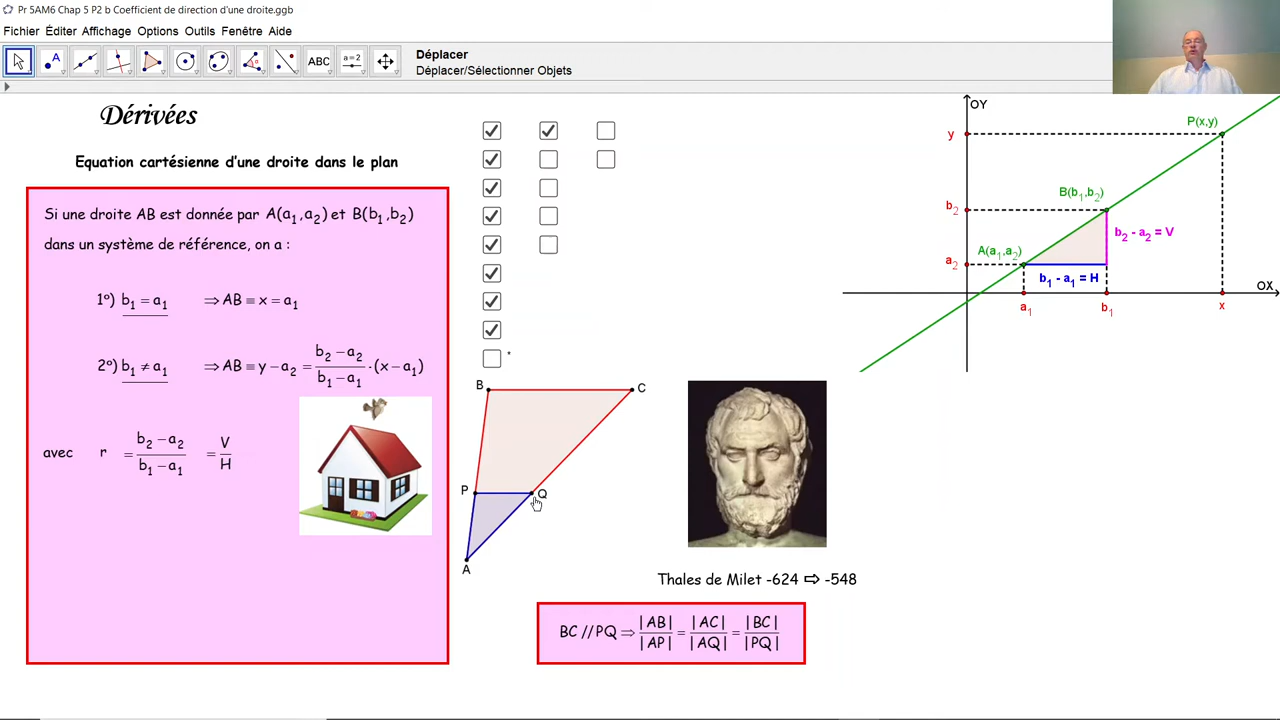 Pr 5AM6 Chap 5 P2 b Coefficient de direction d'une droite.ggb
Fichier Éditer Affichage Options Outils Fenêtre Aide
ABC a=2 Déplacer
Déplacer/Sélectionner Objets
Dérivées
Equation cartésienne d'une droite dans le plan
Si une droite AB est donnée par A(a₁,a₂) et B(b₁,b₂)
dans un système de référence, on a :
1°) b₁ = a₁ ⇒ AB ≡ x = a₁
2°) b₁ ≠ a₁ ⇒ AB ≡ y − a₂ = (b₂ − a₂)/(b₁ − a₁) · (x − a₁)
avec r = (b₂ − a₂)/(b₁ − a₁) = V/H
*
B C
P Q
A
Thales de Milet -624 ⇨ -548
BC // PQ ⇒ |AB|/|AP| = |AC|/|AQ| = |BC|/|PQ|
OY
y P(x,y)
b₂ B(b₁,b₂)
b₂ - a₂ = V
a₂ A(a₁,a₂)
b₁ - a₁ = H
OX
a₁ b₁ x